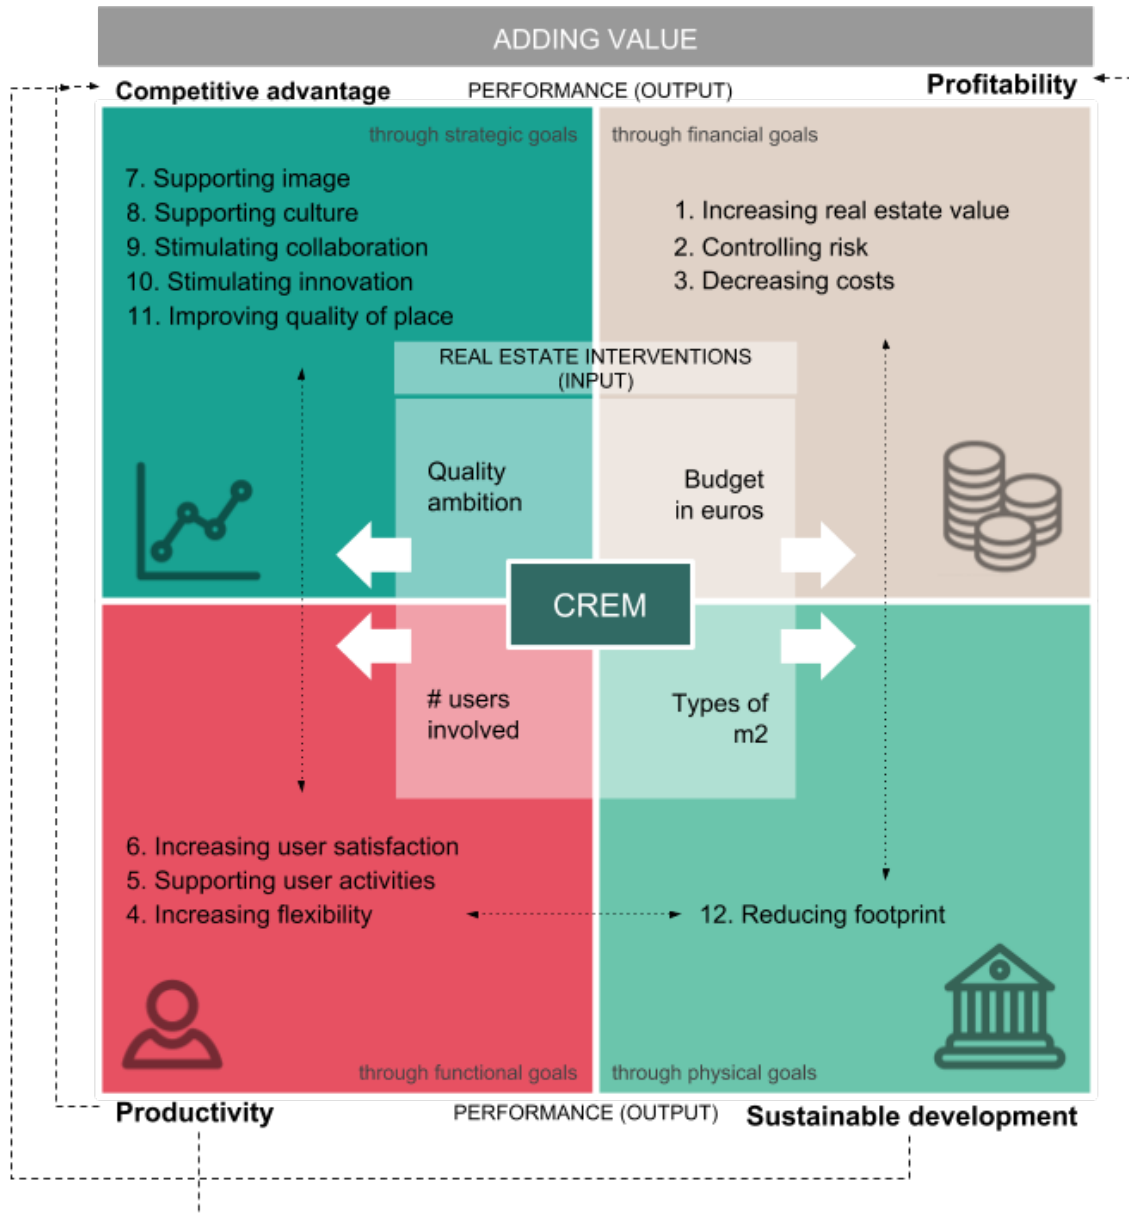 ADDING VALUE
Competitive advantage
PERFORMANCE (OUTPUT)
Profitability
through strategic goals
through financial goals
7. Supporting image
8. Supporting culture
9. Stimulating collaboration
10. Stimulating innovation
11. Improving quality of place
1. Increasing real estate value
2. Controlling risk
3. Decreasing costs
REAL ESTATE INTERVENTIONS
(INPUT)
Quality
ambition
Budget
in euros
CREM
# users
involved
Types of
m2
6. Increasing user satisfaction
5. Supporting user activities
4. Increasing flexibility
12. Reducing footprint
through functional goals
through physical goals
Productivity
PERFORMANCE (OUTPUT)
Sustainable development